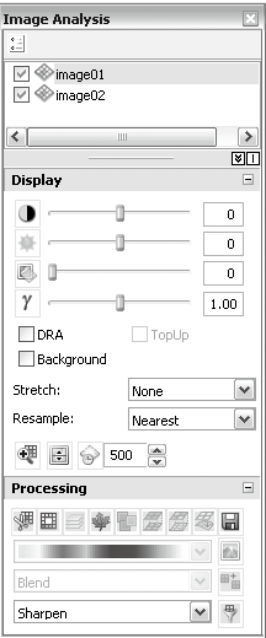 Image Analysis
image01
image02
Display
0
0
0
γ 1.00
DRA TopUp
Background
Stretch: None
Resample: Nearest
500
Processing
Blend
Sharpen